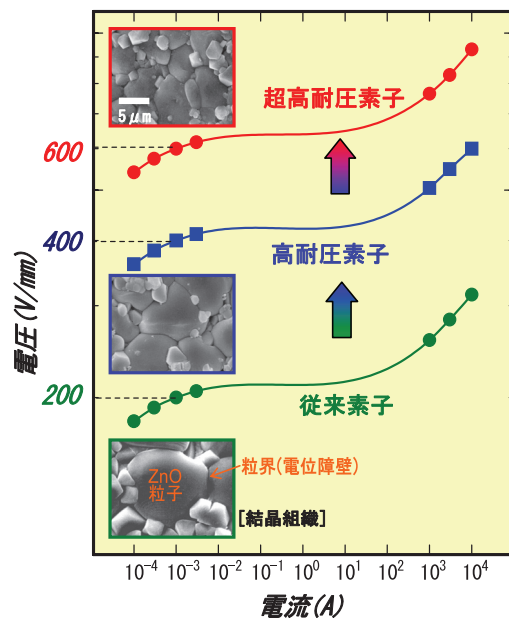 超高耐圧素子
5μm
600
400
高耐圧素子
電圧(V/mm)
200
従来素子
ZnO
粒子
粒界(電位障壁)
[結晶組織]
10⁻⁴ 10⁻³ 10⁻² 10⁻¹ 10⁰ 10¹ 10² 10³ 10⁴
電流(A)